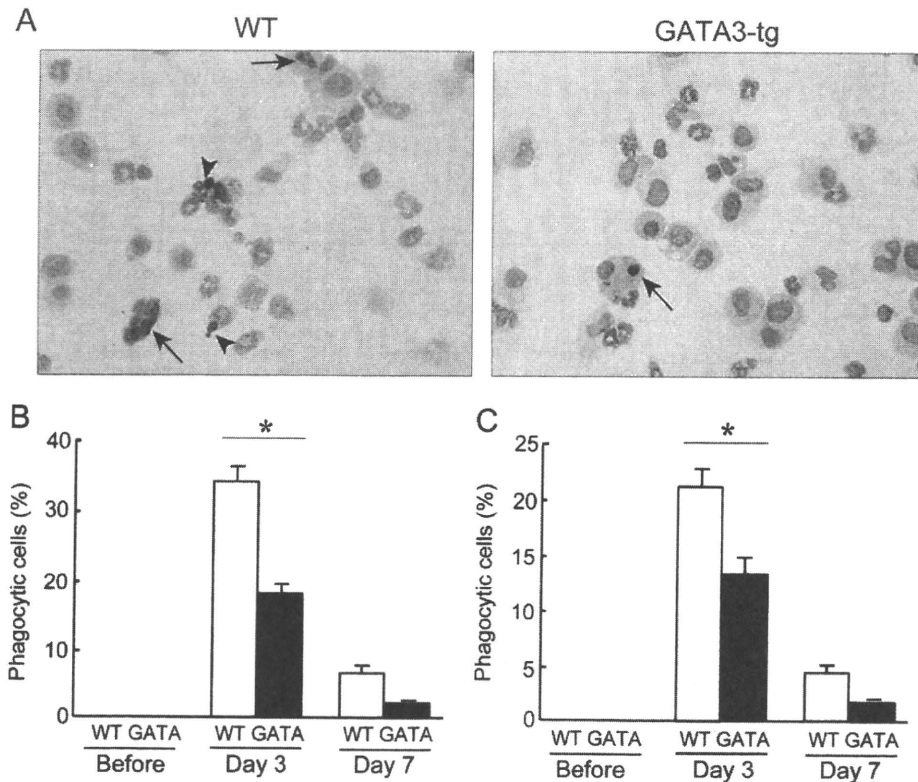 A
WT
GATA3-tg
B
*
Phagocytic cells (%)
40
30
20
10
0
WT GATA WT GATA WT GATA
Before Day 3 Day 7
C
*
Phagocytic cells (%)
25
20
15
10
5
0
WT GATA WT GATA WT GATA
Before Day 3 Day 7